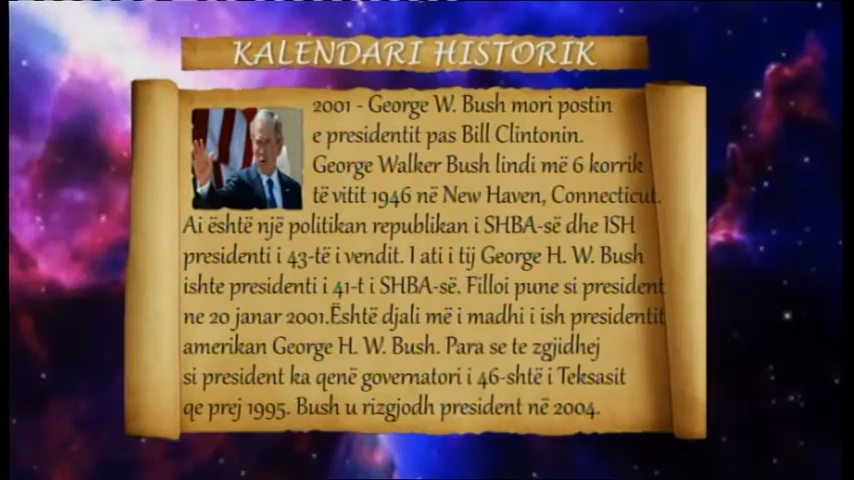 KALENDARI HISTORIK
2001 - George W. Bush mori postin
e presidentit pas Bill Clintonin.
George Walker Bush lindi më 6 korrik
të vitit 1946 në New Haven, Connecticut.
Ai është një politikan republikan i SHBA-së dhe ISH
presidenti i 43-të i vendit. I ati i tij George H. W. Bush
ishte presidenti i 41-t i SHBA-së. Filloi pune si president
ne 20 janar 2001.Është djali më i madhi i ish presidentit
amerikan George H. W. Bush. Para se te zgjidhej
si president ka qenë governatori i 46-shtë i Teksasit
qe prej 1995. Bush u rizgjodh president në 2004.